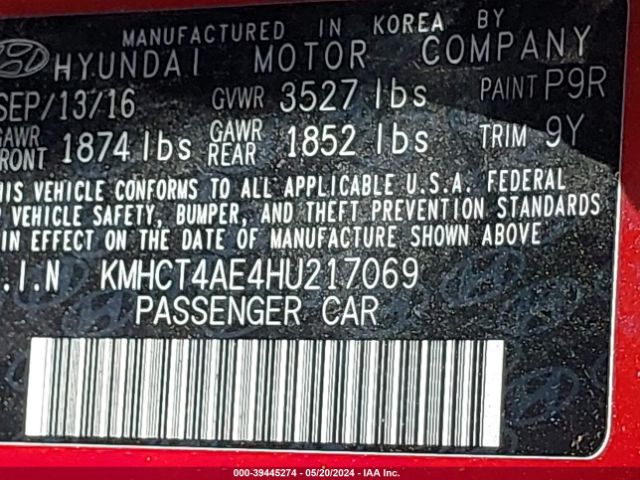 MANUFACTURED IN KOREA BY
HYUNDAI MOTOR COMPANY
SEP/13/16 GVWR 3527 lbs PAINT P9R
GAWR FRONT 1874 lbs GAWR REAR 1852 lbs TRIM 9Y
THIS VEHICLE CONFORMS TO ALL APPLICABLE U.S.A. FEDERAL
VEHICLE SAFETY, BUMPER, AND THEFT PREVENTION STANDARDS
IN EFFECT ON THE DATE OF MANUFACTURE SHOWN ABOVE
.I.N KMHCT4AE4HU217069
PASSENGER CAR
000-39445274 - 05/20/2024 - IAA Inc.